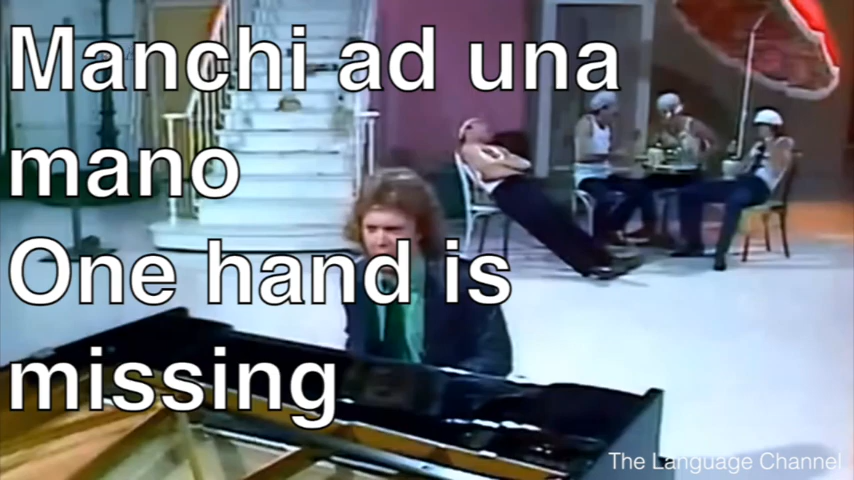 Manchi ad una
mano
One hand is
missing
The Language Channel